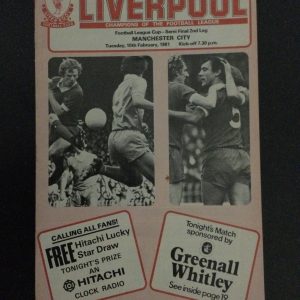 LIVERPOOL
CHAMPIONS OF THE FOOTBALL LEAGUE
Football League Cup - Semi Final 2nd Leg
MANCHESTER CITY
Tuesday, 10th February, 1981 Kick-off 7.30 p.m.
CALLING ALL FANS!
FREE Hitachi Lucky
Star Draw
TONIGHT'S PRIZE
AN
HITACHI
CLOCK RADIO
Tonight's Match
sponsored by
Greenall
Whitley
See inside page 19